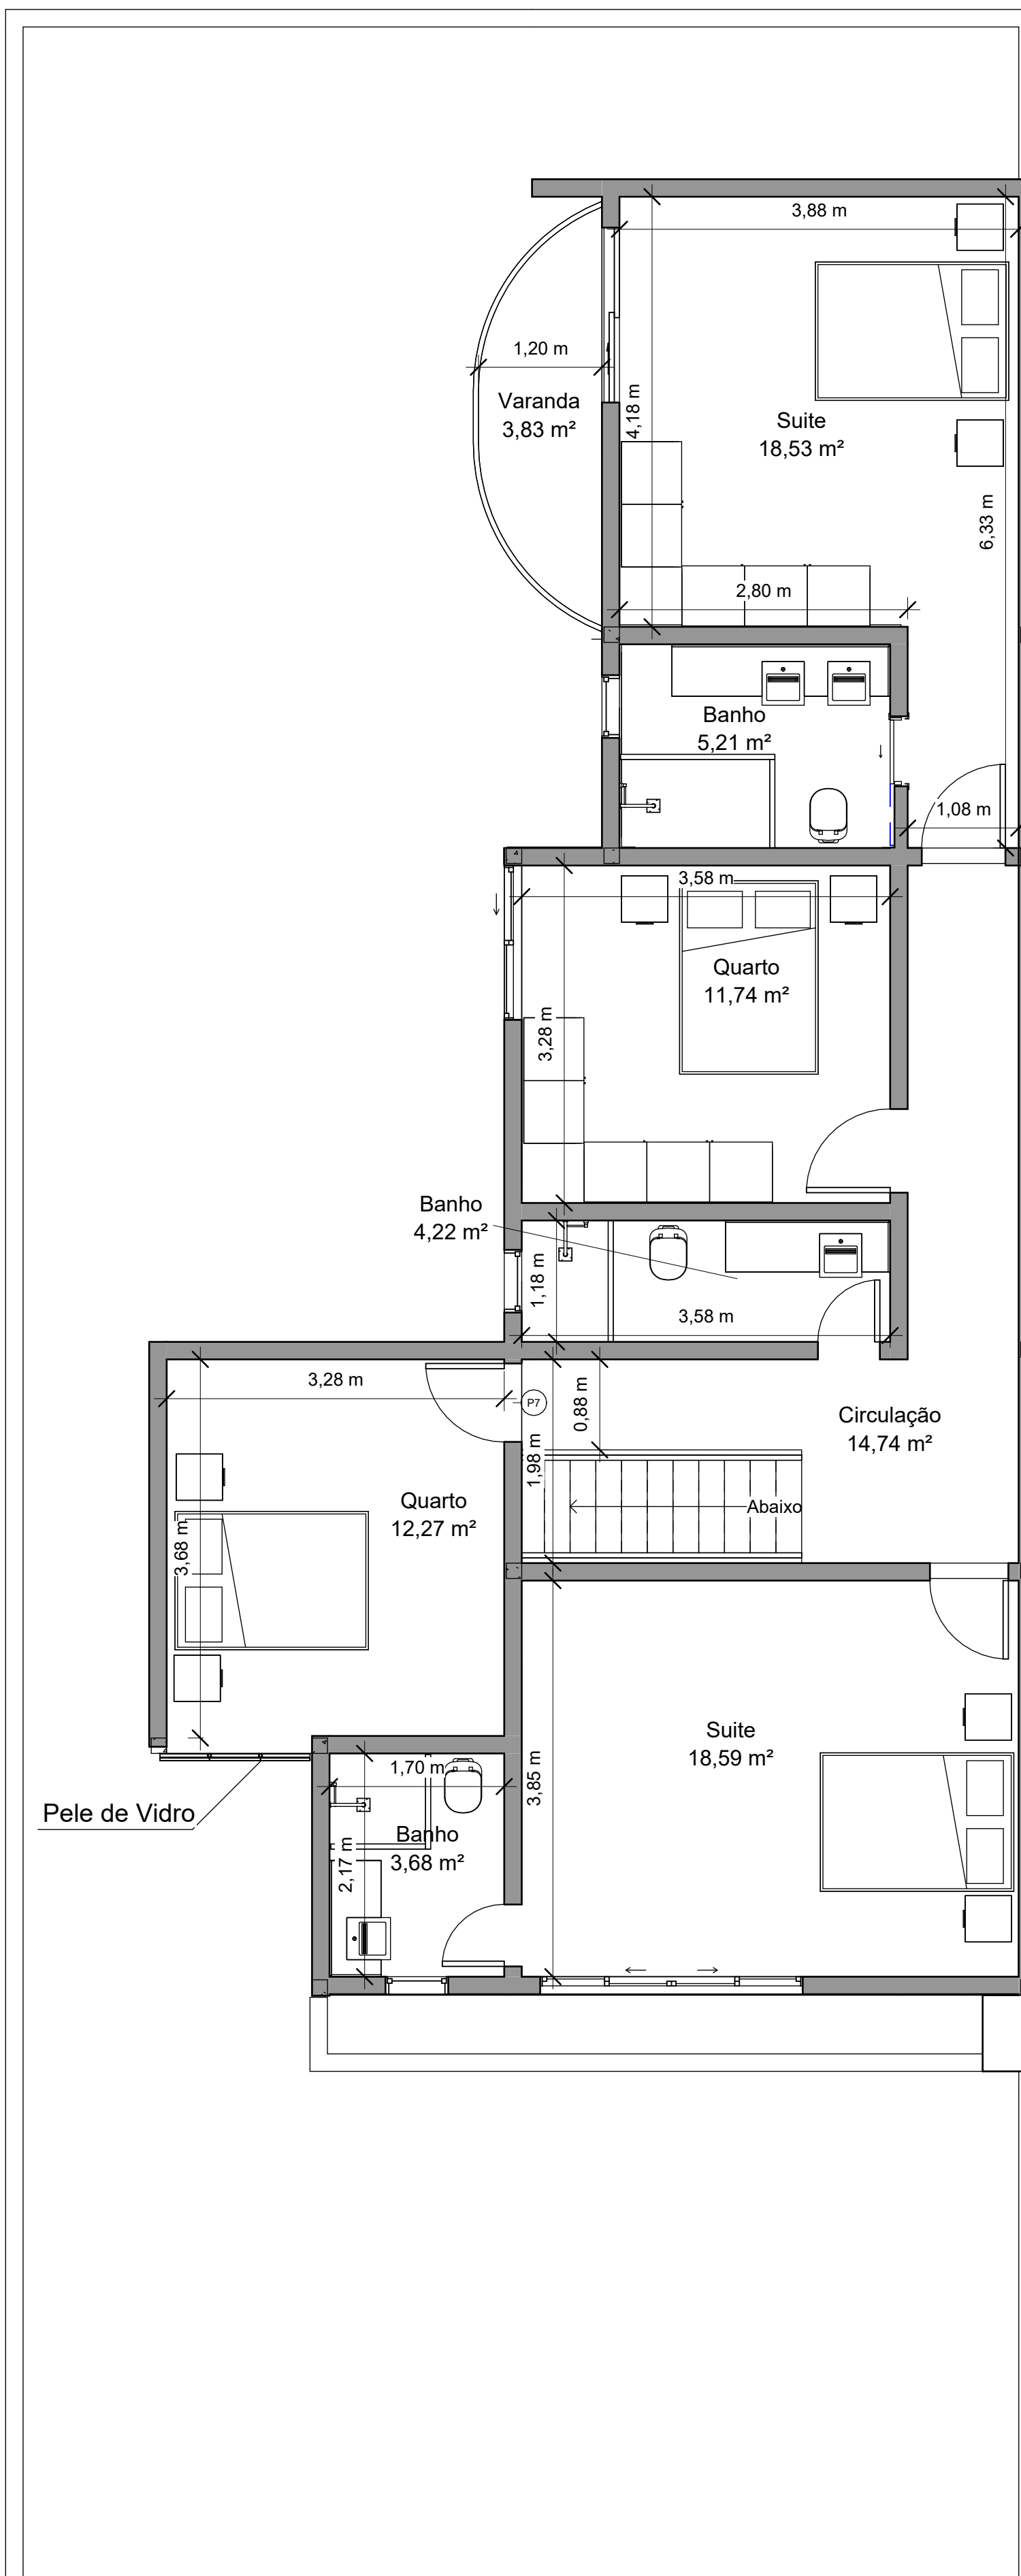 3,88 m
1,20 m
Varanda
3,83 m²
4,18 m
Suite
18,53 m²
6,33 m
2,80 m
Banho
5,21 m²
1,08 m
3,58 m
Quarto
11,74 m²
3,28 m
Banho
4,22 m²
1,18 m
3,58 m
3,28 m
P7
0,88 m
Circulação
14,74 m²
1,98 m
Quarto
12,27 m²
Abaixo
3,68 m
Suite
18,59 m²
1,70 m
3,85 m
Pele de Vidro
Banho
3,68 m²
2,17 m